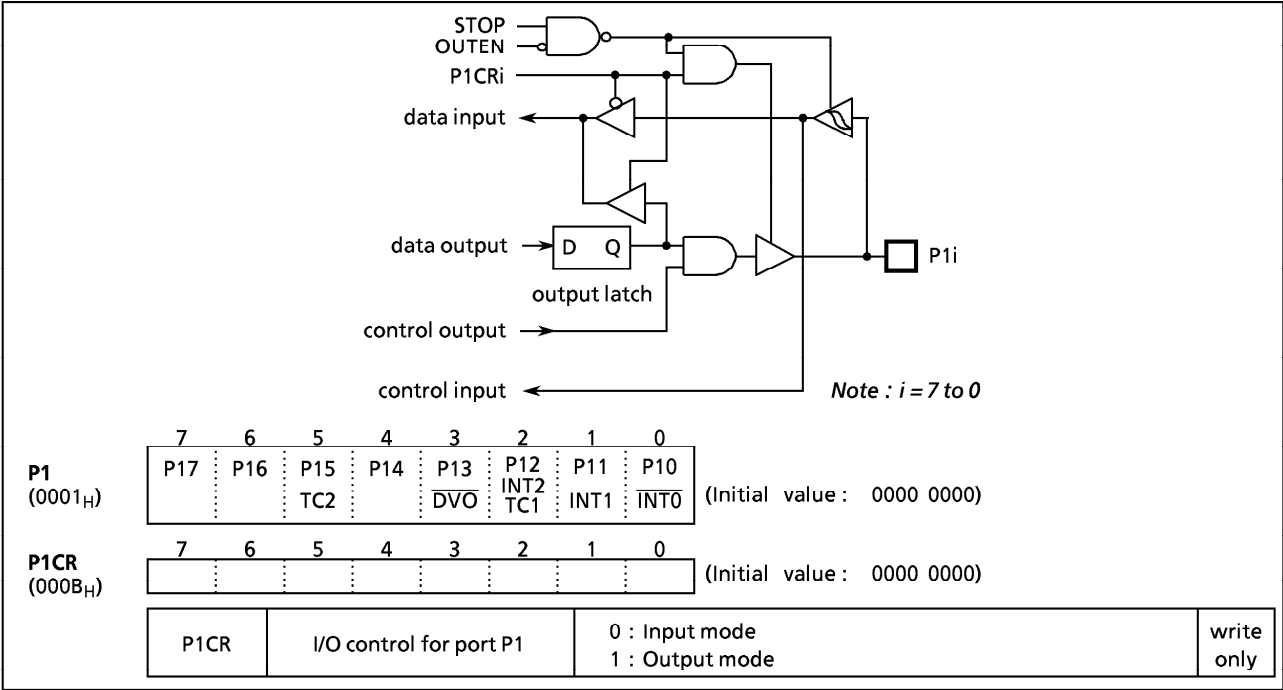 STOP
OUTEN
P1CRi
data input
data output
D Q
P1i
output latch
control output
control input
Note : i = 7 to 0
7 6 5 4 3 2 1 0
P1
(0001H)
P17 P16 P15 P14 P13 P12 P11 P10
TC2 DVO INT2 TC1 INT1 INT0
(Initial value : 0000 0000)
7 6 5 4 3 2 1 0
P1CR
(000BH)
(Initial value : 0000 0000)
P1CR
I/O control for port P1
0 : Input mode
1 : Output mode
write
only